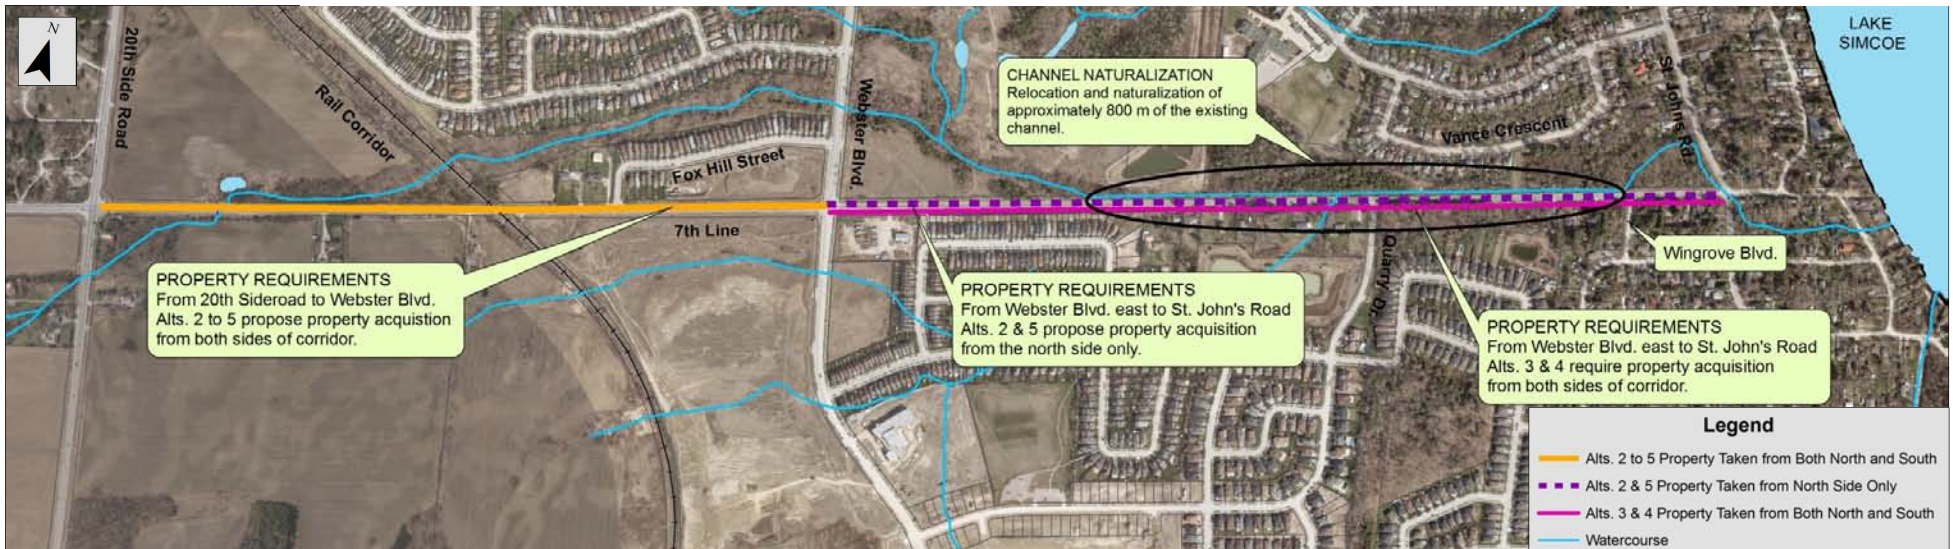 N
LAKE
SIMCOE
20th Side Road
Rail Corridor
Webster Blvd.
CHANNEL NATURALIZATION
Relocation and naturalization of
approximately 800 m of the existing
channel.
St. Johns Rd.
Vance Crescent
Fox Hill Street
7th Line
Quarry Dr.
Wingrove Blvd.
PROPERTY REQUIREMENTS
From 20th Sideroad to Webster Blvd.
Alts. 2 to 5 propose property acquistion
from both sides of corridor.
PROPERTY REQUIREMENTS
From Webster Blvd. east to St. John's Road
Alts. 2 & 5 propose property acquisition
from the north side only.
PROPERTY REQUIREMENTS
From Webster Blvd. east to St. John's Road
Alts. 3 & 4 require property acquisition
from both sides of corridor.
Legend
Alts. 2 to 5 Property Taken from Both North and South
Alts. 2 & 5 Property Taken from North Side Only
Alts. 3 & 4 Property Taken from Both North and South
Watercourse